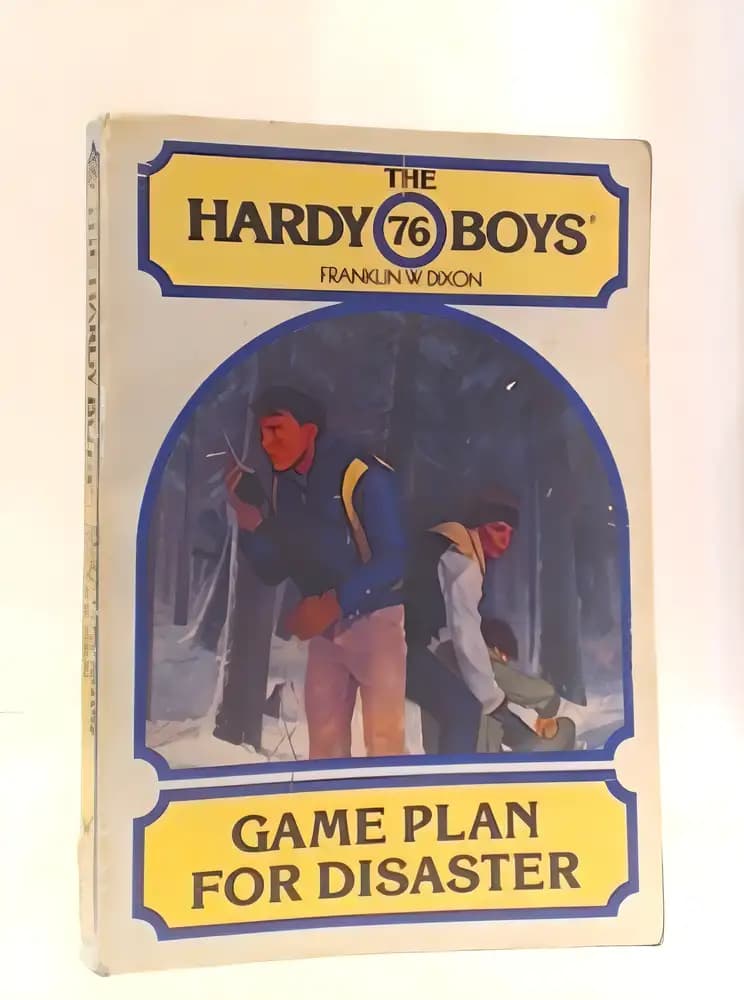 THE
HARDY 76 BOYS®
FRANKLIN W. DIXON
GAME PLAN
FOR DISASTER